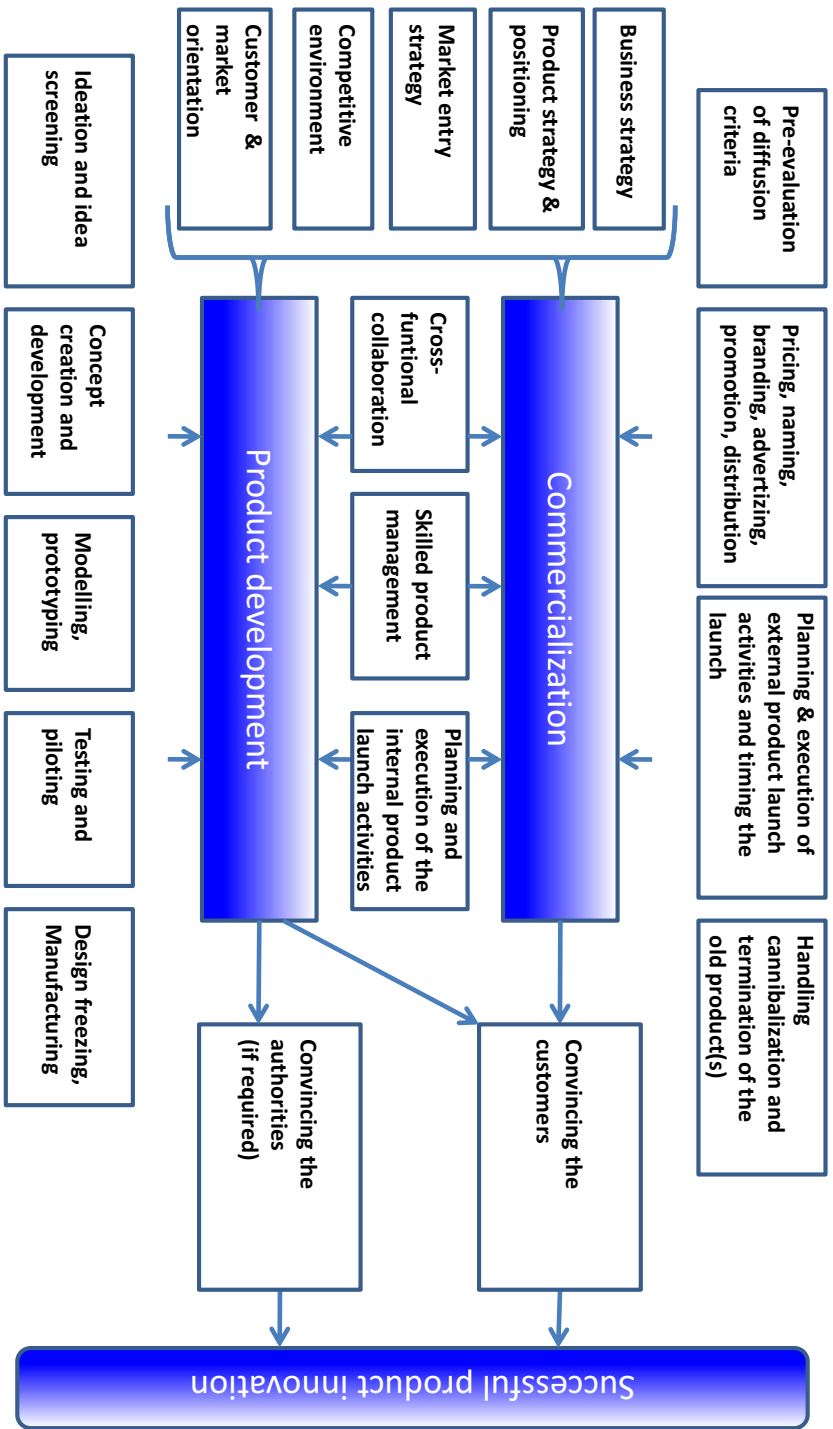 Pre-evaluation
of diffusion
criteria
Pricing, naming,
branding, advertizing,
promotion, distribution
Planning & execution of
external product launch
activities and timing the
launch
Handling
cannibalization and
termination of the
old product(s)
Business strategy
Product strategy &
positioning
Market entry
strategy
Competitive
environment
Customer &
market
orientation
Commercialization
Cross-
funtional
collaboration
Skilled product
management
Planning and
execution of the
internal product
launch activities
Product development
Convincing the
customers
Convincing the
authorities
(if required)
Successful product innovation
Ideation and idea
screening
Concept
creation and
development
Modelling,
prototyping
Testing and
piloting
Design freezing,
Manufacturing